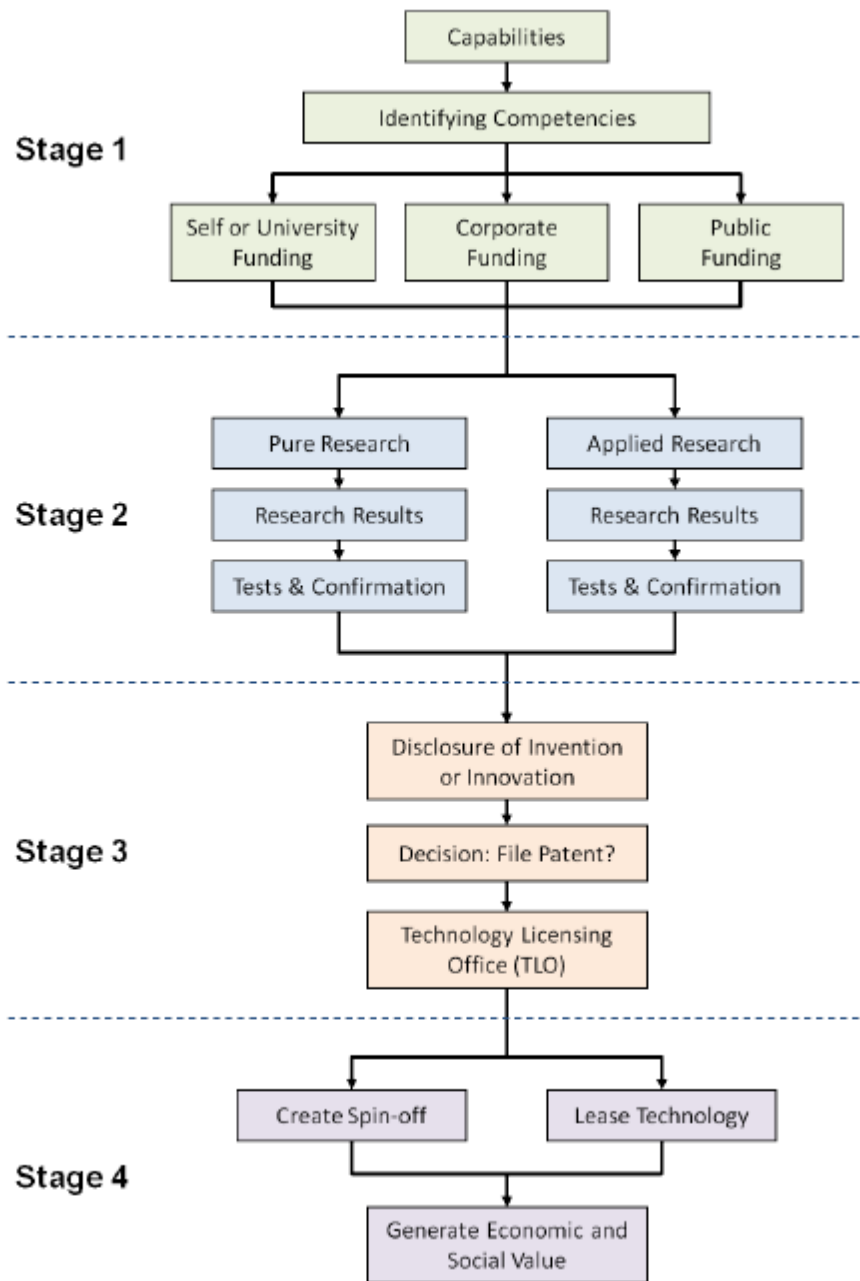 Capabilities
Identifying Competencies
Stage 1
Self or University
Funding
Corporate
Funding
Public
Funding
Pure Research
Applied Research
Stage 2
Research Results
Research Results
Tests & Confirmation
Tests & Confirmation
Disclosure of Invention
or Innovation
Stage 3
Decision: File Patent?
Technology Licensing
Office (TLO)
Create Spin-off
Lease Technology
Stage 4
Generate Economic and
Social Value